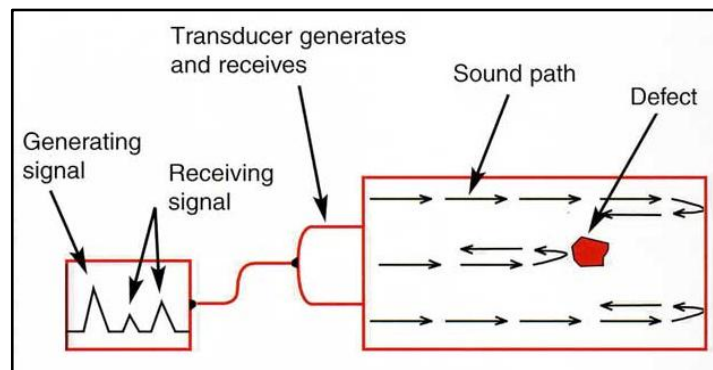 Transducer generates
and receives
Sound path
Defect
Generating
signal
Receiving
signal